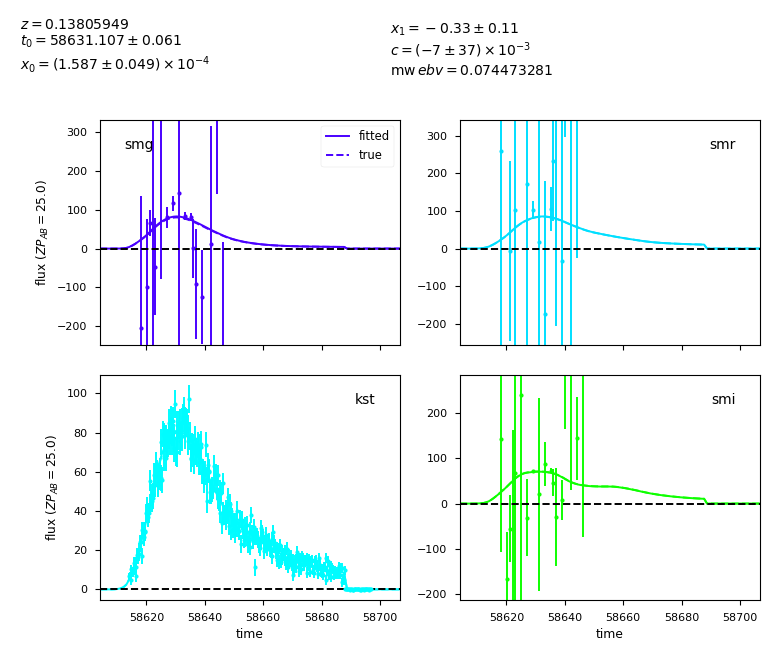 z = 0.13805949
t₀ = 58631.107 ± 0.061
x₀ = (1.587 ± 0.049) × 10⁻⁴
x₁ = −0.33 ± 0.11
c = (−7 ± 37) × 10⁻³
mw ebv = 0.074473281
smg
fitted
true
300
200
100
0
−100
−200
flux (ZP_AB = 25.0)
smr
300
200
100
0
−100
−200
kst
100
80
60
40
20
0
flux (ZP_AB = 25.0)
58620 58640 58660 58680 58700
time
smi
200
100
0
−100
−200
58620 58640 58660 58680 58700
time